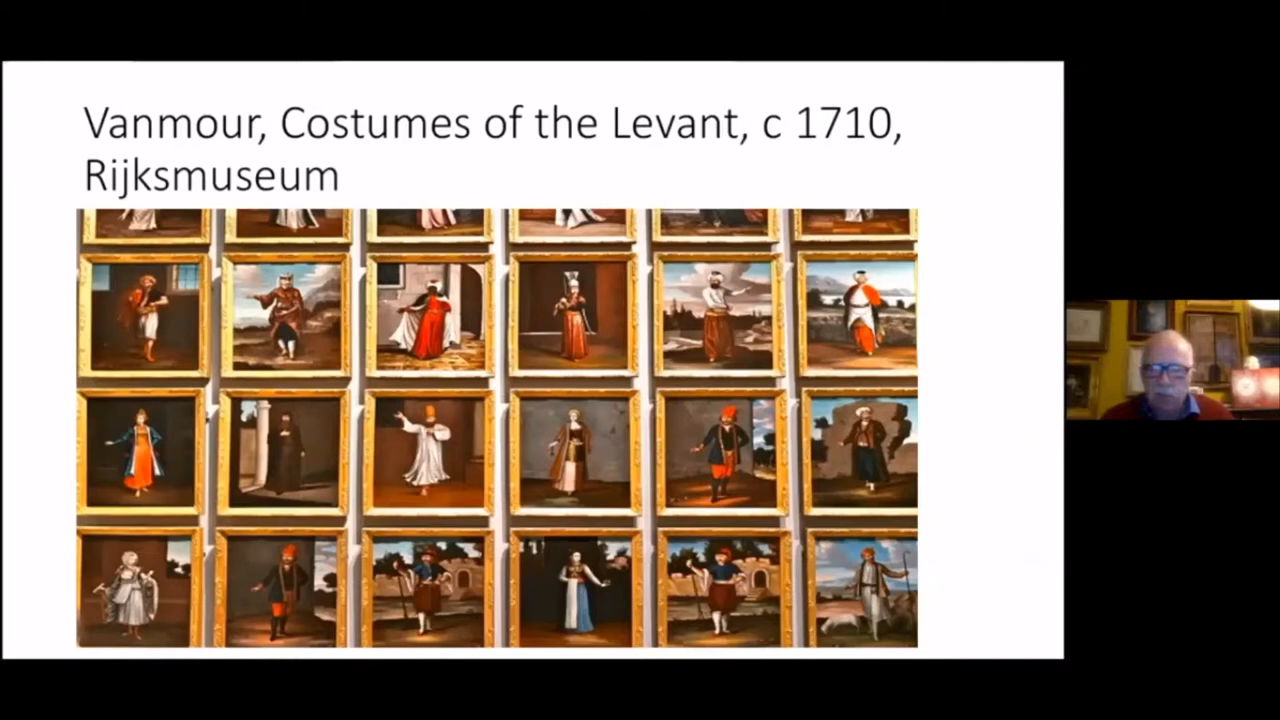 Vanmour, Costumes of the Levant, c 1710,
Rijksmuseum